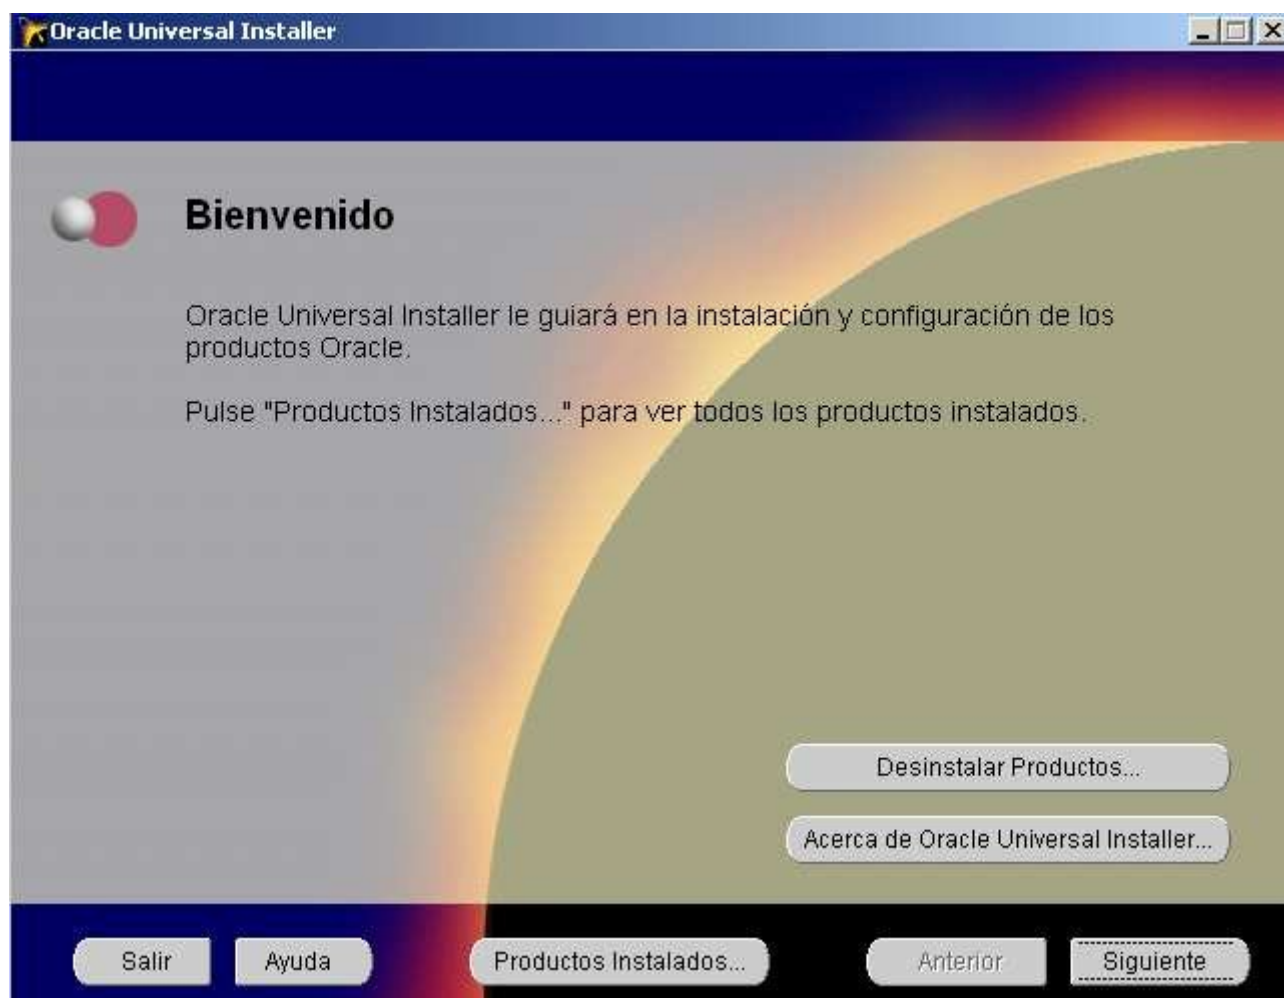 Oracle Universal Installer
Bienvenido
Oracle Universal Installer le guiará en la instalación y configuración de los
productos Oracle.
Pulse "Productos Instalados..." para ver todos los productos instalados.
Desinstalar Productos...
Acerca de Oracle Universal Installer...
Salir
Ayuda
Productos Instalados...
Anterior
Siguiente